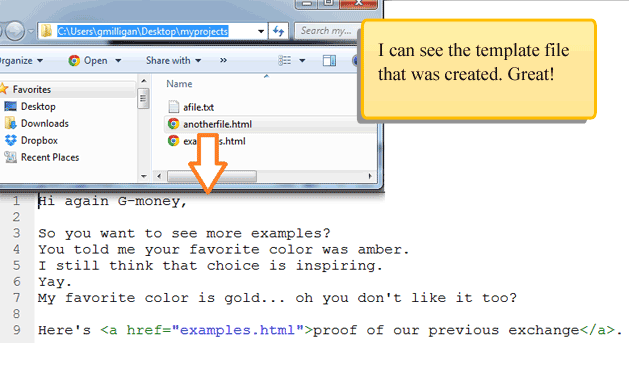 C:\Users\gmilligan\Desktop\myprojects
Search my...
Open
Share with
»
Favorites
Desktop
Downloads
Dropbox
Recent Places
Name
afile.txt
anotherfile.html
I can see the template file
that was created. Great!
1 Hi again G-money,
2
3 So you want to see more examples?
4 You told me your favorite color was amber.
5 I still think that choice is inspiring.
6 Yay.
7 My favorite color is gold... oh you don't like it too?
8
9 Here's <a href="examples.html">proof of our previous exchange</a>.